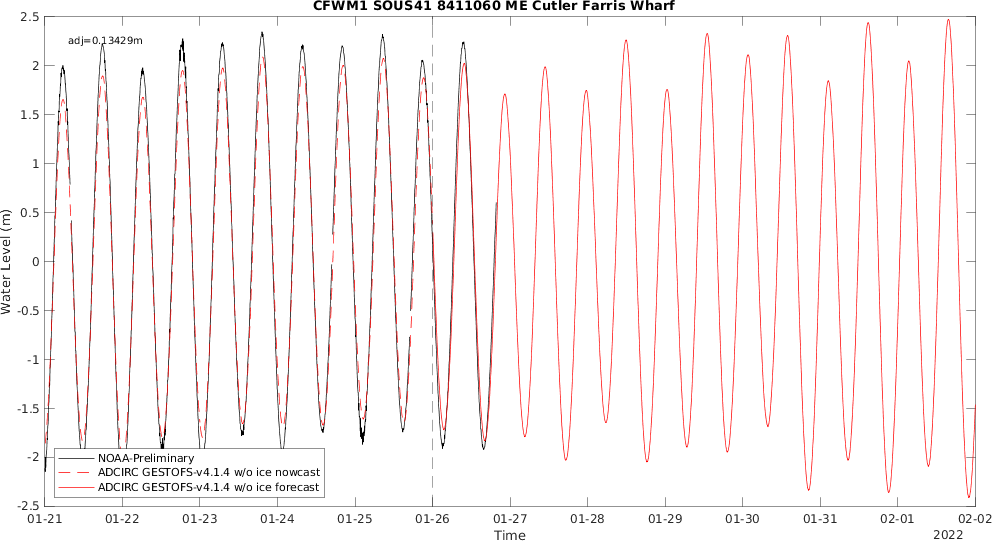 CFWM1 SOUS41 8411060 ME Cutler Farris Wharf
adj=0.13429m
Water Level (m)
2.5
2
1.5
1
0.5
0
-0.5
-1
-1.5
-2
-2.5
NOAA-Preliminary
ADCIRC GESTOFS-v4.1.4 w/o ice nowcast
ADCIRC GESTOFS-v4.1.4 w/o ice forecast
01-21 01-22 01-23 01-24 01-25 01-26 01-27 01-28 01-29 01-30 01-31 02-01 02-02
Time
2022